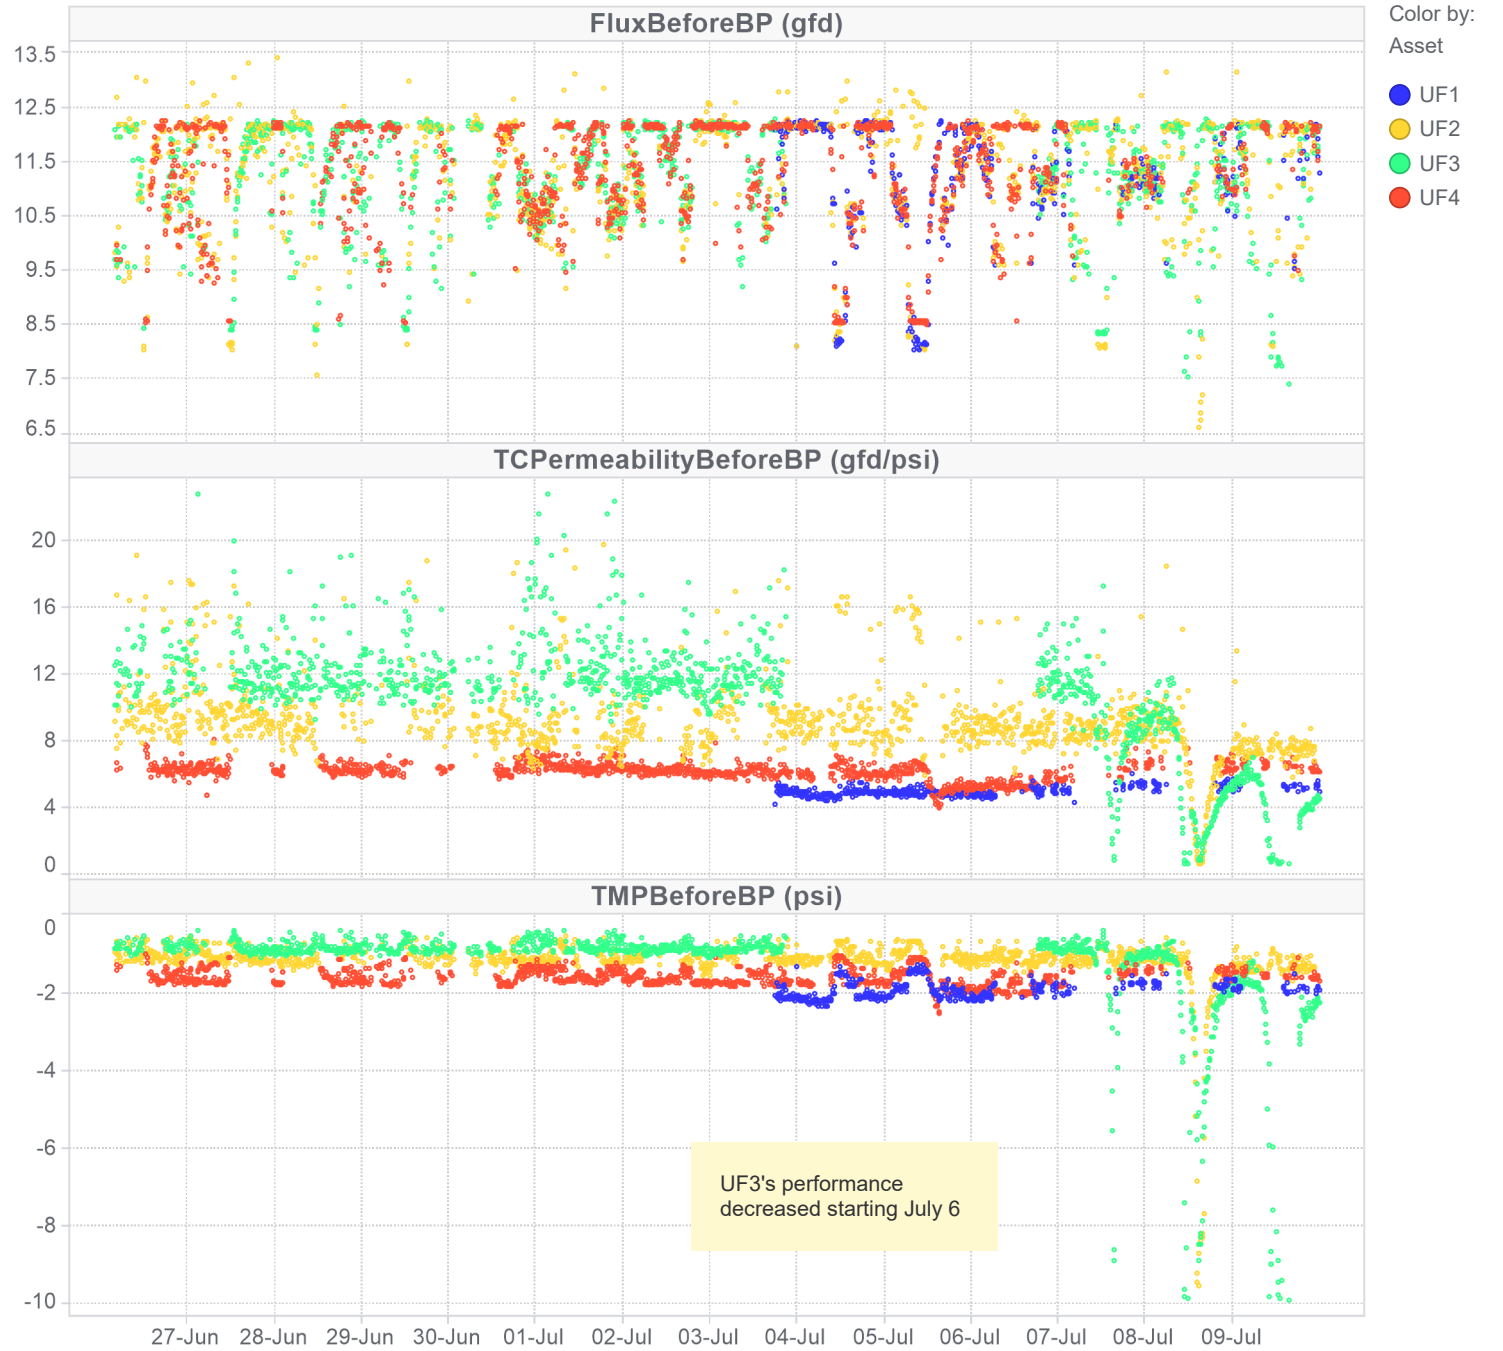 FluxBeforeBP (gfd)
Color by:
Asset
UF1
UF2
UF3
UF4
13.5
12.5
11.5
10.5
9.5
8.5
7.5
6.5
TCPermeabilityBeforeBP (gfd/psi)
20
16
12
8
4
0
TMPBeforeBP (psi)
0
-2
-4
-6
-8
-10
UF3's performance
decreased starting July 6
27-Jun 28-Jun 29-Jun 30-Jun 01-Jul 02-Jul 03-Jul 04-Jul 05-Jul 06-Jul 07-Jul 08-Jul 09-Jul